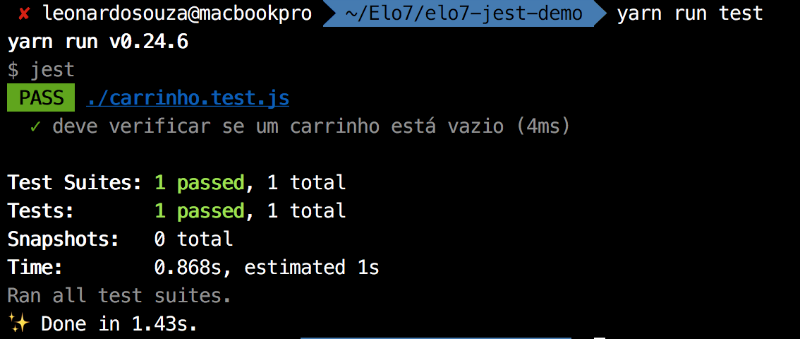 ✘ leonardosouza@macbookpro ~/Elo7/elo7-jest-demo yarn run test
yarn run v0.24.6
$ jest
PASS ./carrinho.test.js
✓ deve verificar se um carrinho está vazio (4ms)
Test Suites: 1 passed, 1 total
Tests: 1 passed, 1 total
Snapshots: 0 total
Time: 0.868s, estimated 1s
Ran all test suites.
✨ Done in 1.43s.